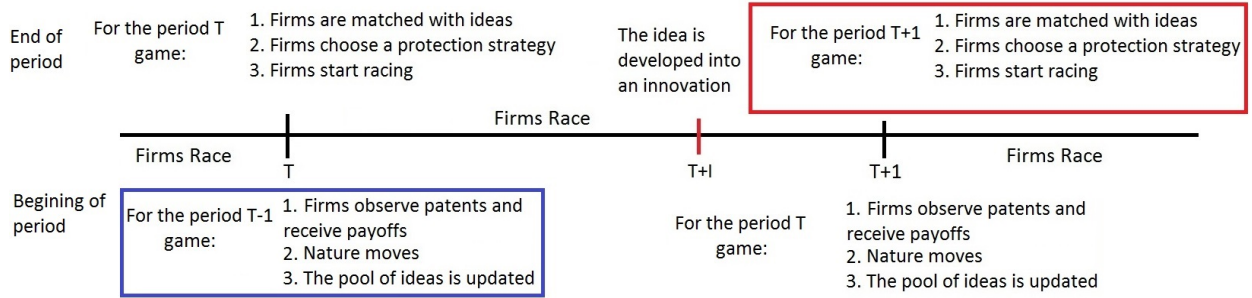 End of
period
For the period T
game:
1. Firms are matched with ideas
2. Firms choose a protection strategy
3. Firms start racing
The idea is
developed into
an innovation
For the period T+1
game:
1. Firms are matched with ideas
2. Firms choose a protection strategy
3. Firms start racing
Firms Race
Firms Race
Firms Race
T
T+I
T+1
Begining of
period
For the period T-1
game:
1. Firms observe patents and
receive payoffs
2. Nature moves
3. The pool of ideas is updated
For the period T
game:
1. Firms observe patents and
receive payoffs
2. Nature moves
3. The pool of ideas is updated